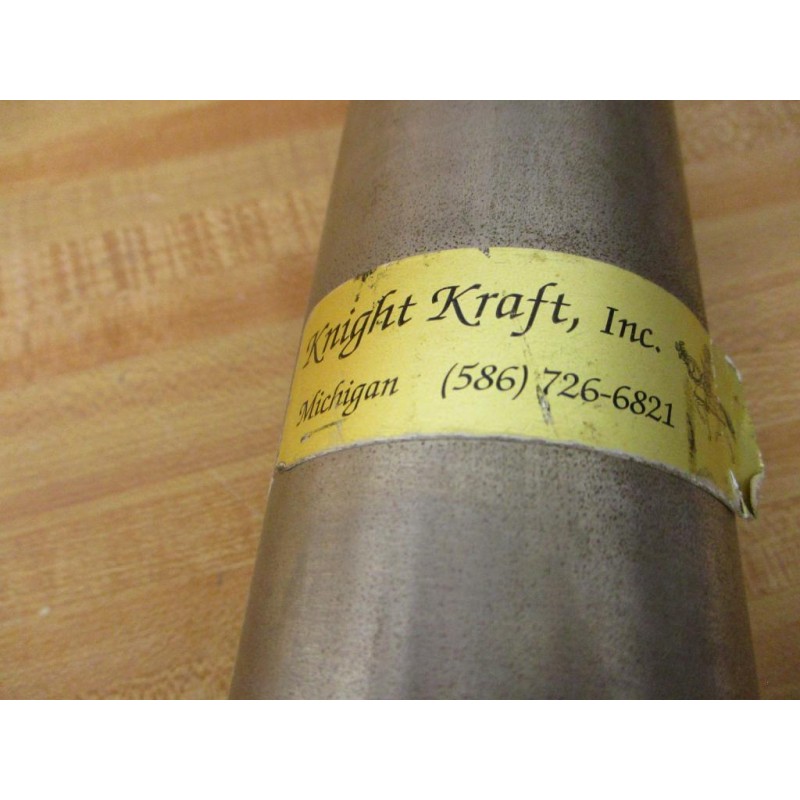 Knight Kraft, Inc.
Michigan (586) 726-6821